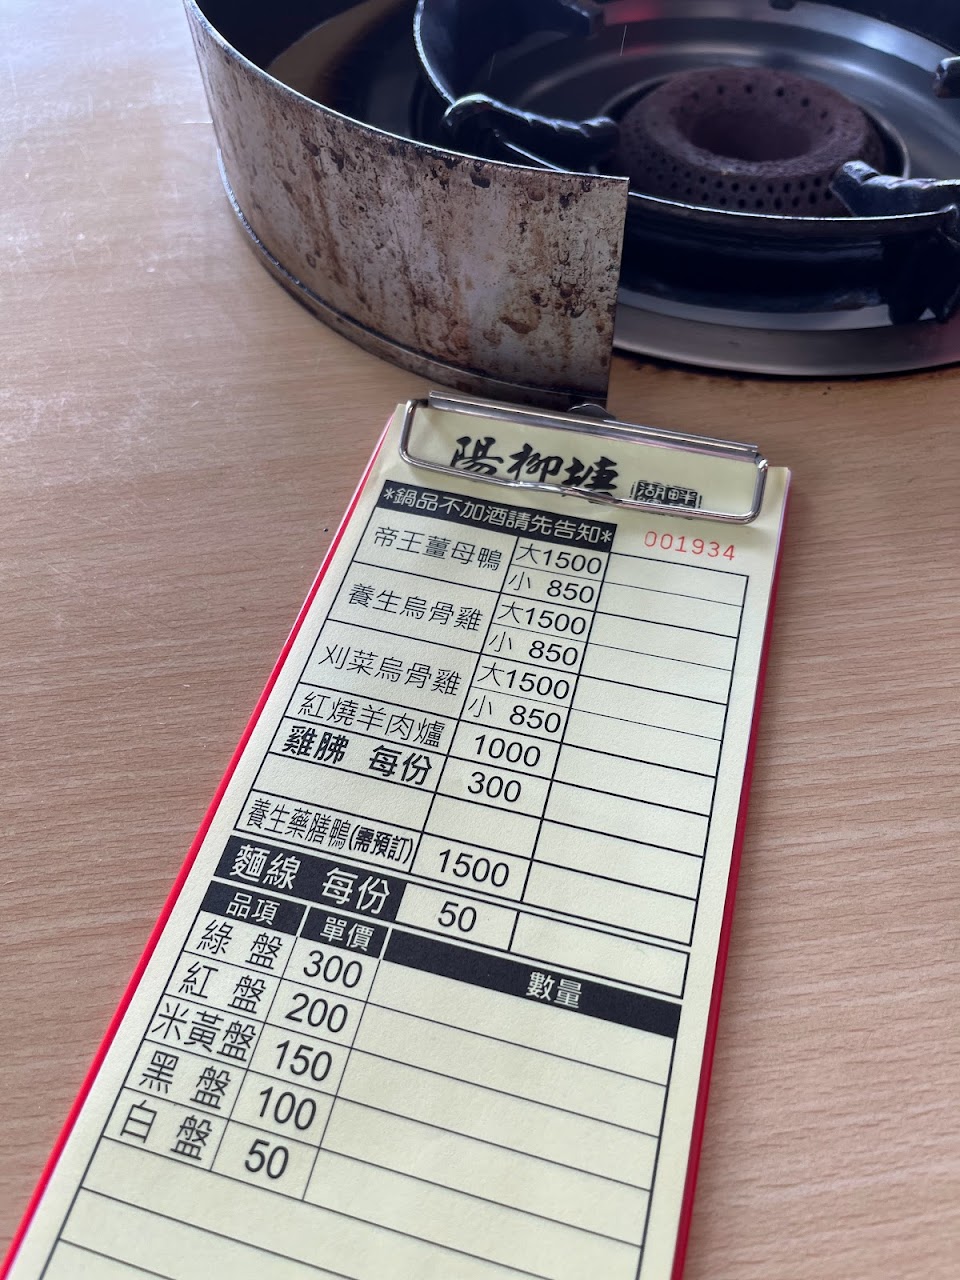 陽柳塘 湖畔
*鍋品不加酒請先告知*
001934
帝王薑母鴨 大1500
小 850
養生烏骨雞 大1500
小 850
刈菜烏骨雞 大1500
小 850
紅燒羊肉爐 1000
雞胇 每份 300
養生藥膳鴨(需預訂) 1500
麵線 每份 50
品項 單價 數量
綠盤 300
紅盤 200
米黃盤 150
黑盤 100
白盤 50